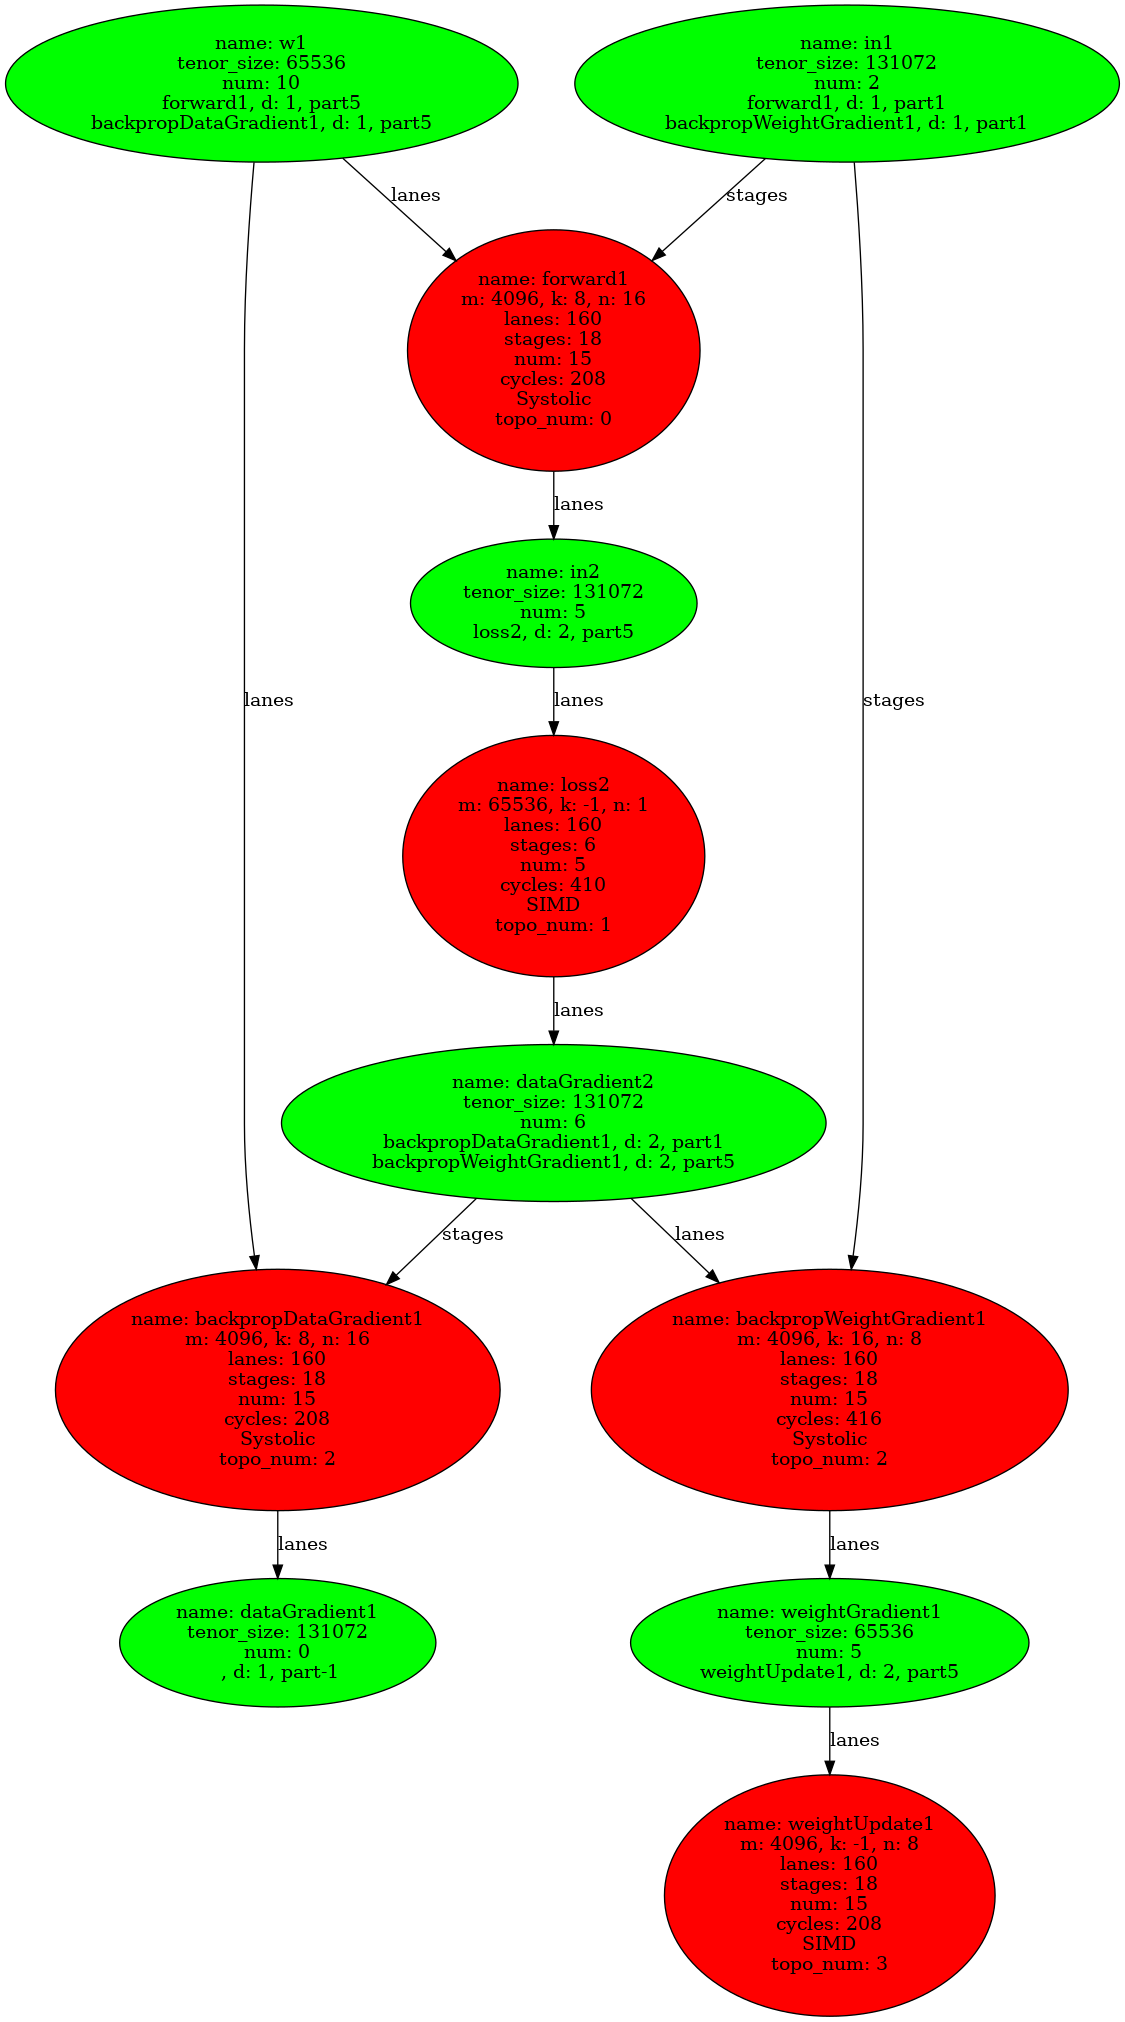 name: w1
tenor_size: 65536
num: 10
forward1, d: 1, part5
backpropDataGradient1, d: 1, part5
name: in1
tenor_size: 131072
num: 2
forward1, d: 1, part1
backpropWeightGradient1, d: 1, part1
lanes
stages
name: forward1
m: 4096, k: 8, n: 16
lanes: 160
stages: 18
num: 15
cycles: 208
Systolic
topo_num: 0
lanes
name: in2
tenor_size: 131072
num: 5
loss2, d: 2, part5
lanes
lanes
stages
name: loss2
m: 65536, k: -1, n: 1
lanes: 160
stages: 6
num: 5
cycles: 410
SIMD
topo_num: 1
lanes
name: dataGradient2
tenor_size: 131072
num: 6
backpropDataGradient1, d: 2, part1
backpropWeightGradient1, d: 2, part5
stages
lanes
name: backpropDataGradient1
m: 4096, k: 8, n: 16
lanes: 160
stages: 18
num: 15
cycles: 208
Systolic
topo_num: 2
name: backpropWeightGradient1
m: 4096, k: 16, n: 8
lanes: 160
stages: 18
num: 15
cycles: 416
Systolic
topo_num: 2
lanes
lanes
name: dataGradient1
tenor_size: 131072
num: 0
, d: 1, part-1
name: weightGradient1
tenor_size: 65536
num: 5
weightUpdate1, d: 2, part5
lanes
name: weightUpdate1
m: 4096, k: -1, n: 8
lanes: 160
stages: 18
num: 15
cycles: 208
SIMD
topo_num: 3